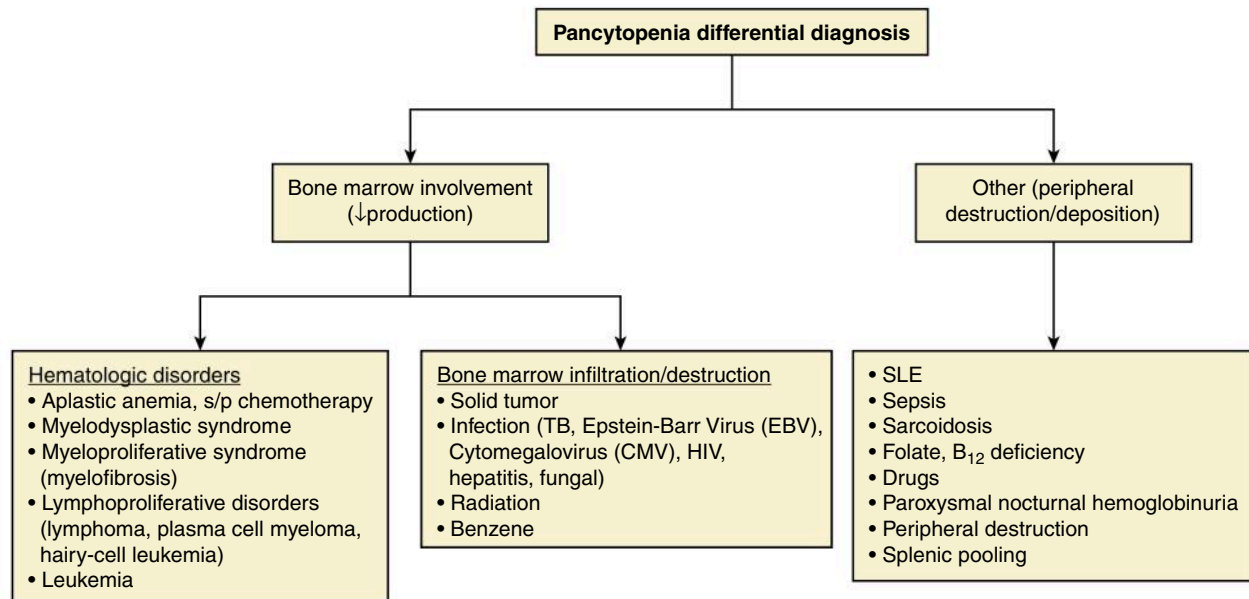 Pancytopenia differential diagnosis
Bone marrow involvement
(↓production)
Other (peripheral
destruction/deposition)
Hematologic disorders
• Aplastic anemia, s/p chemotherapy
• Myelodysplastic syndrome
• Myeloproliferative syndrome
(myelofibrosis)
• Lymphoproliferative disorders
(lymphoma, plasma cell myeloma,
hairy-cell leukemia)
• Leukemia
Bone marrow infiltration/destruction
• Solid tumor
• Infection (TB, Epstein-Barr Virus (EBV),
Cytomegalovirus (CMV), HIV,
hepatitis, fungal)
• Radiation
• Benzene
• SLE
• Sepsis
• Sarcoidosis
• Folate, B12 deficiency
• Drugs
• Paroxysmal nocturnal hemoglobinuria
• Peripheral destruction
• Splenic pooling